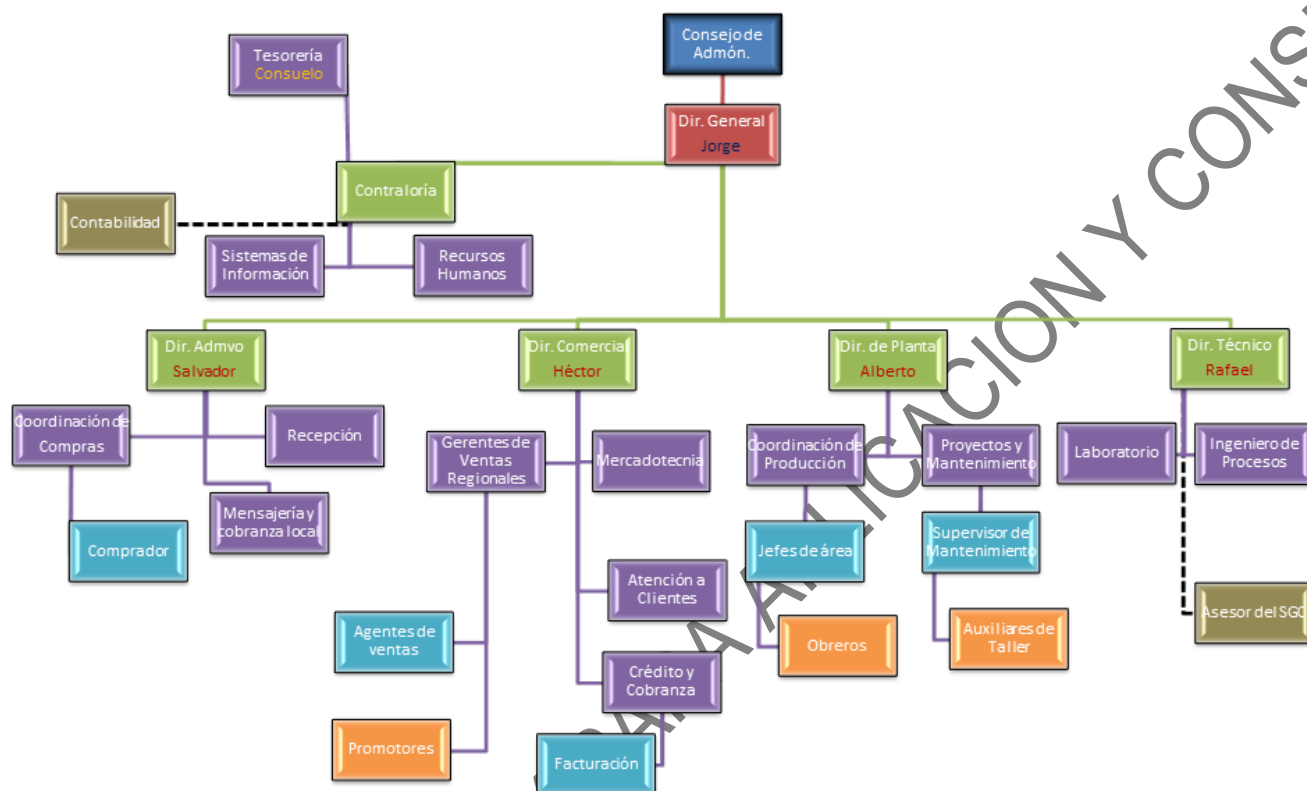 Consejo de
Admón.
Tesorería
Consuelo
Dir. General
Jorge
Contraloría
Contabilidad
Sistemas de
Información
Recursos
Humanos
Dir. Admvo
Salvador
Dir. Comercial
Héctor
Dir. de Planta
Alberto
Dir. Técnico
Rafael
Coordinación de
Compras
Recepción
Gerentes de
Ventas
Regionales
Mercadotecnia
Coordinación de
Producción
Proyectos y
Mantenimiento
Laboratorio
Ingeniero de
Procesos
Mensajería y
cobranza local
Comprador
Jefes de área
Supervisor de
Mantenimiento
Atención a
Clientes
Agentes de
ventas
Obreros
Auxiliares de
Taller
Asesor del SGC
Crédito y
Cobranza
Promotores
Facturación
Y